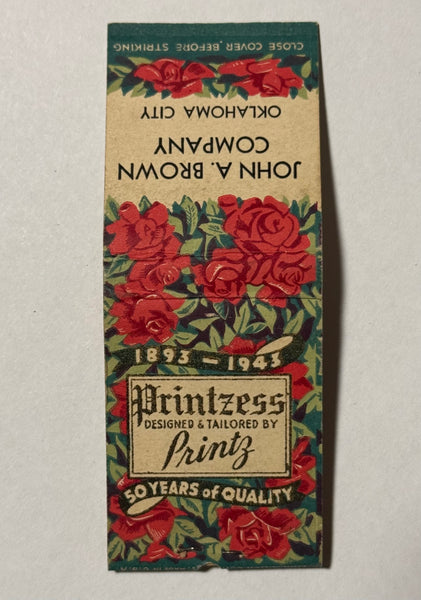 CLOSE COVER BEFORE STRIKING
JOHN A. BROWN
COMPANY
OKLAHOMA CITY
1893 — 1943
Printzess
DESIGNED & TAILORED BY
Printz
50 YEARS of QUALITY